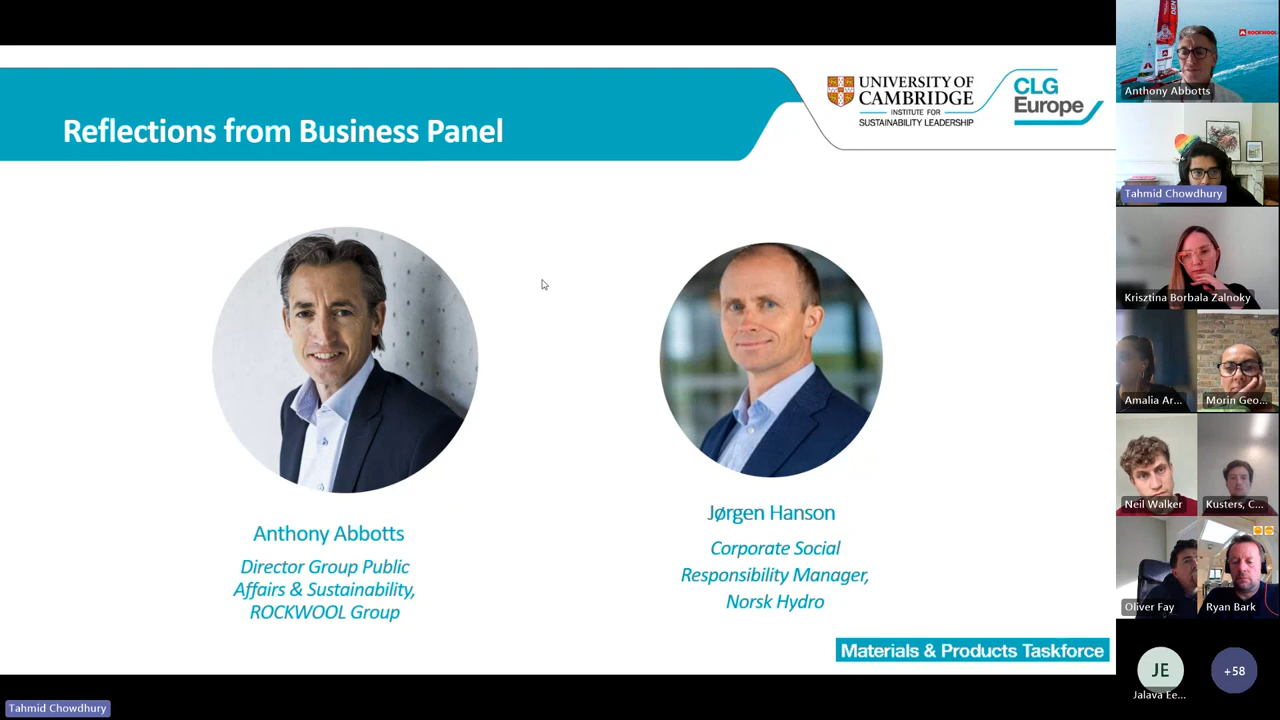 Reflections from Business Panel
UNIVERSITY OF
CAMBRIDGE
INSTITUTE FOR
SUSTAINABILITY LEADERSHIP
CLG
Europe
Anthony Abbotts
Director Group Public
Affairs & Sustainability,
ROCKWOOL Group
Jørgen Hanson
Corporate Social
Responsibility Manager,
Norsk Hydro
Materials & Products Taskforce
Tahmid Chowdhury
ROCKWOOL
Anthony Abbotts
Tahmid Chowdhury
Krisztina Borbala Zalnoky
Amalia Ar...
Morin Geo...
Neil Walker
Kusters, C...
Oliver Fay
Ryan Bark
JE
Jalava Ee...
+58